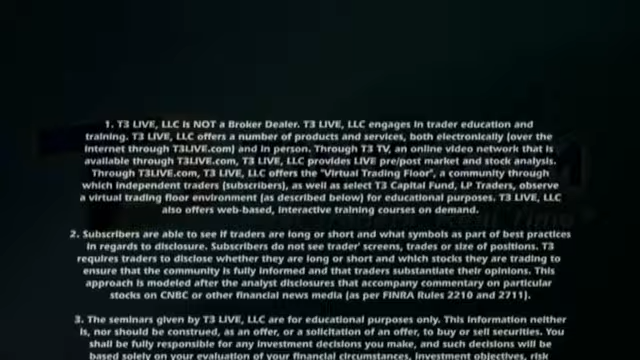 1. T3 LIVE, LLC is NOT a Broker Dealer. T3 LIVE, LLC engages in trader education and
training. T3 LIVE, LLC offers a number of products and services, both electronically (over the
internet through T3LIVE.com) and in person. Through T3 TV, an online video network that is
available through T3LIVE.com, T3 LIVE, LLC provides LIVE pre/post market and stock analysis.
Through T3LIVE.com, T3 LIVE, LLC offers the "Virtual Trading Floor", a community through
which independent traders (subscribers), as well as select T3 Capital Fund, LP Traders, observe
a virtual trading floor environment (as described below) for educational purposes. T3 LIVE, LLC
also offers web-based, interactive training courses on demand.
2. Subscribers are able to see if traders are long or short and what symbols as part of best practices
in regards to disclosure. Subscribers do not see trader' screens, trades or size of positions. T3
requires traders to disclose whether they are long or short and which stocks they are trading to
ensure that the community is fully informed and that traders substantiate their opinions. This
approach is modeled after the analyst disclosures that accompany commentary on particular
stocks on CNBC or other financial news media (as per FINRA Rules 2210 and 2711).
3. The seminars given by T3 LIVE, LLC are for educational purposes only. This information neither
is, nor should be construed, as an offer, or a solicitation of an offer, to buy or sell securities. You
shall be fully responsible for any investment decisions you make, and such decisions will be
based solely on your evaluation of your financial circumstances, investment objectives, risk